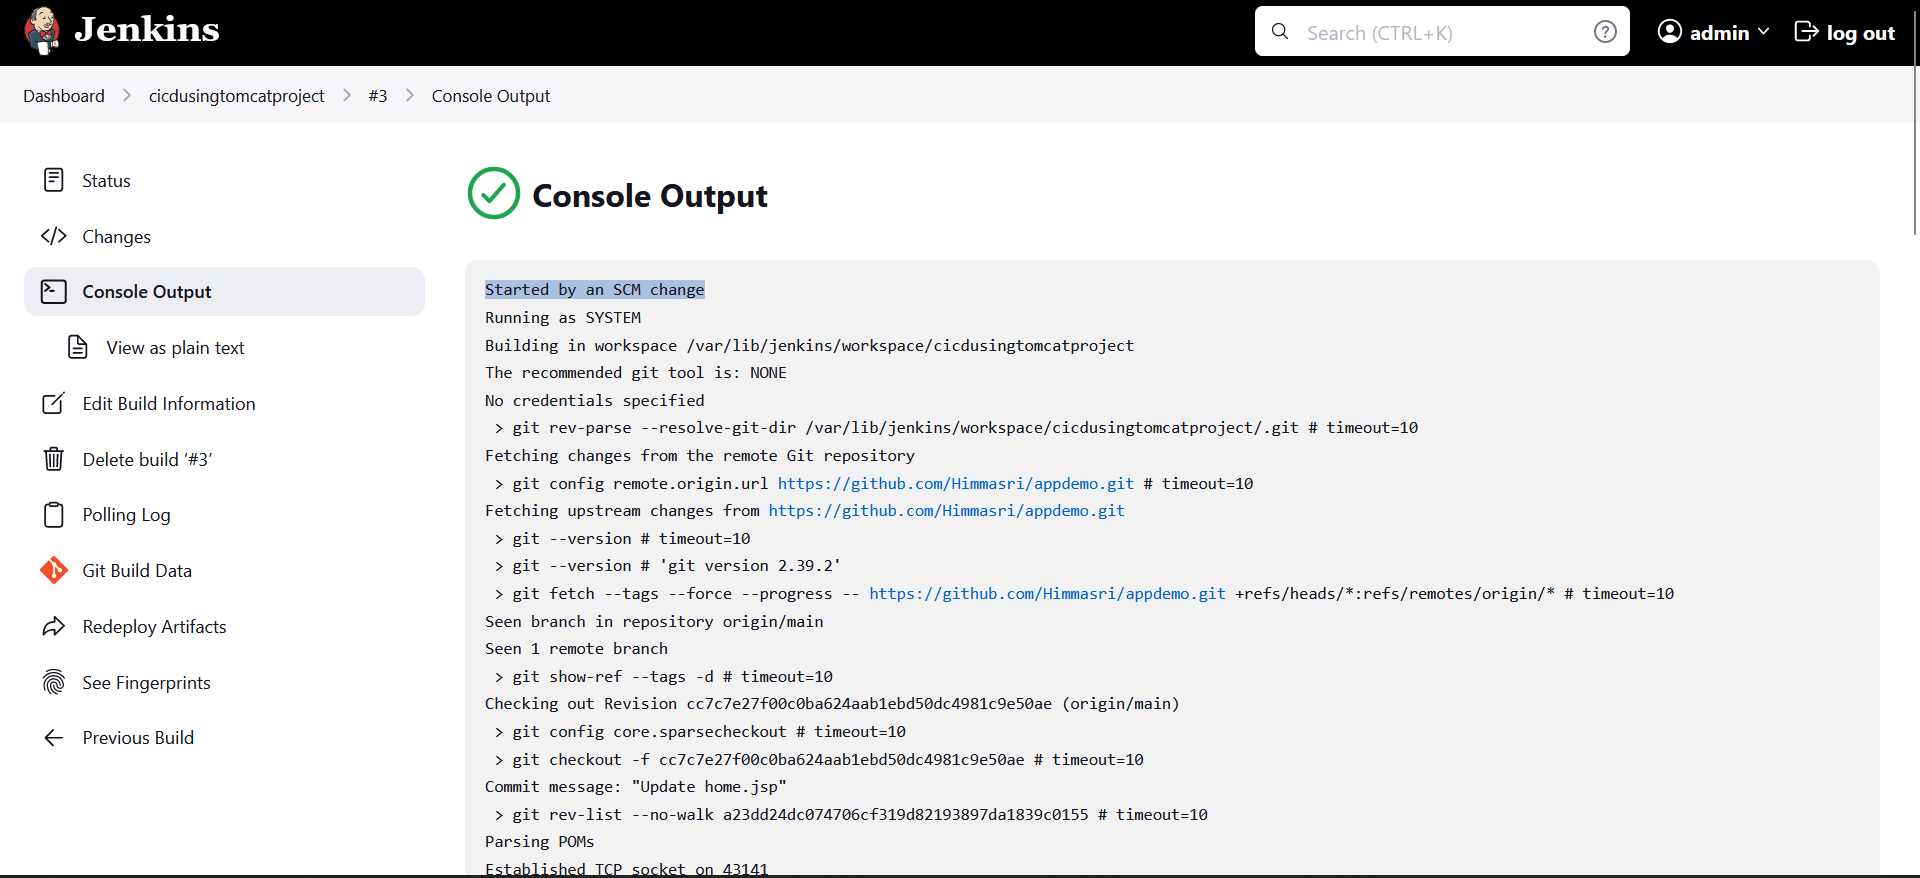 Jenkins
Search (CTRL+K)
admin
log out
Dashboard
cicdusingtomcatproject
#3
Console Output
Status
Changes
Console Output
View as plain text
Edit Build Information
Delete build ‘#3’
Polling Log
Git Build Data
Redeploy Artifacts
See Fingerprints
Previous Build
Console Output
Started by an SCM change
Running as SYSTEM
Building in workspace /var/lib/jenkins/workspace/cicdusingtomcatproject
The recommended git tool is: NONE
No credentials specified
> git rev-parse --resolve-git-dir /var/lib/jenkins/workspace/cicdusingtomcatproject/.git # timeout=10
Fetching changes from the remote Git repository
> git config remote.origin.url https://github.com/Himmasri/appdemo.git # timeout=10
Fetching upstream changes from https://github.com/Himmasri/appdemo.git
> git --version # timeout=10
> git --version # 'git version 2.39.2'
> git fetch --tags --force --progress -- https://github.com/Himmasri/appdemo.git +refs/heads/*:refs/remotes/origin/* # timeout=10
Seen branch in repository origin/main
Seen 1 remote branch
> git show-ref --tags -d # timeout=10
Checking out Revision cc7c7e27f00c0ba624aab1ebd50dc4981c9e50ae (origin/main)
> git config core.sparsecheckout # timeout=10
> git checkout -f cc7c7e27f00c0ba624aab1ebd50dc4981c9e50ae # timeout=10
Commit message: "Update home.jsp"
> git rev-list --no-walk a23dd24dc074706cf319d82193897da1839c0155 # timeout=10
Parsing POMs
Established TCP socket on 43141